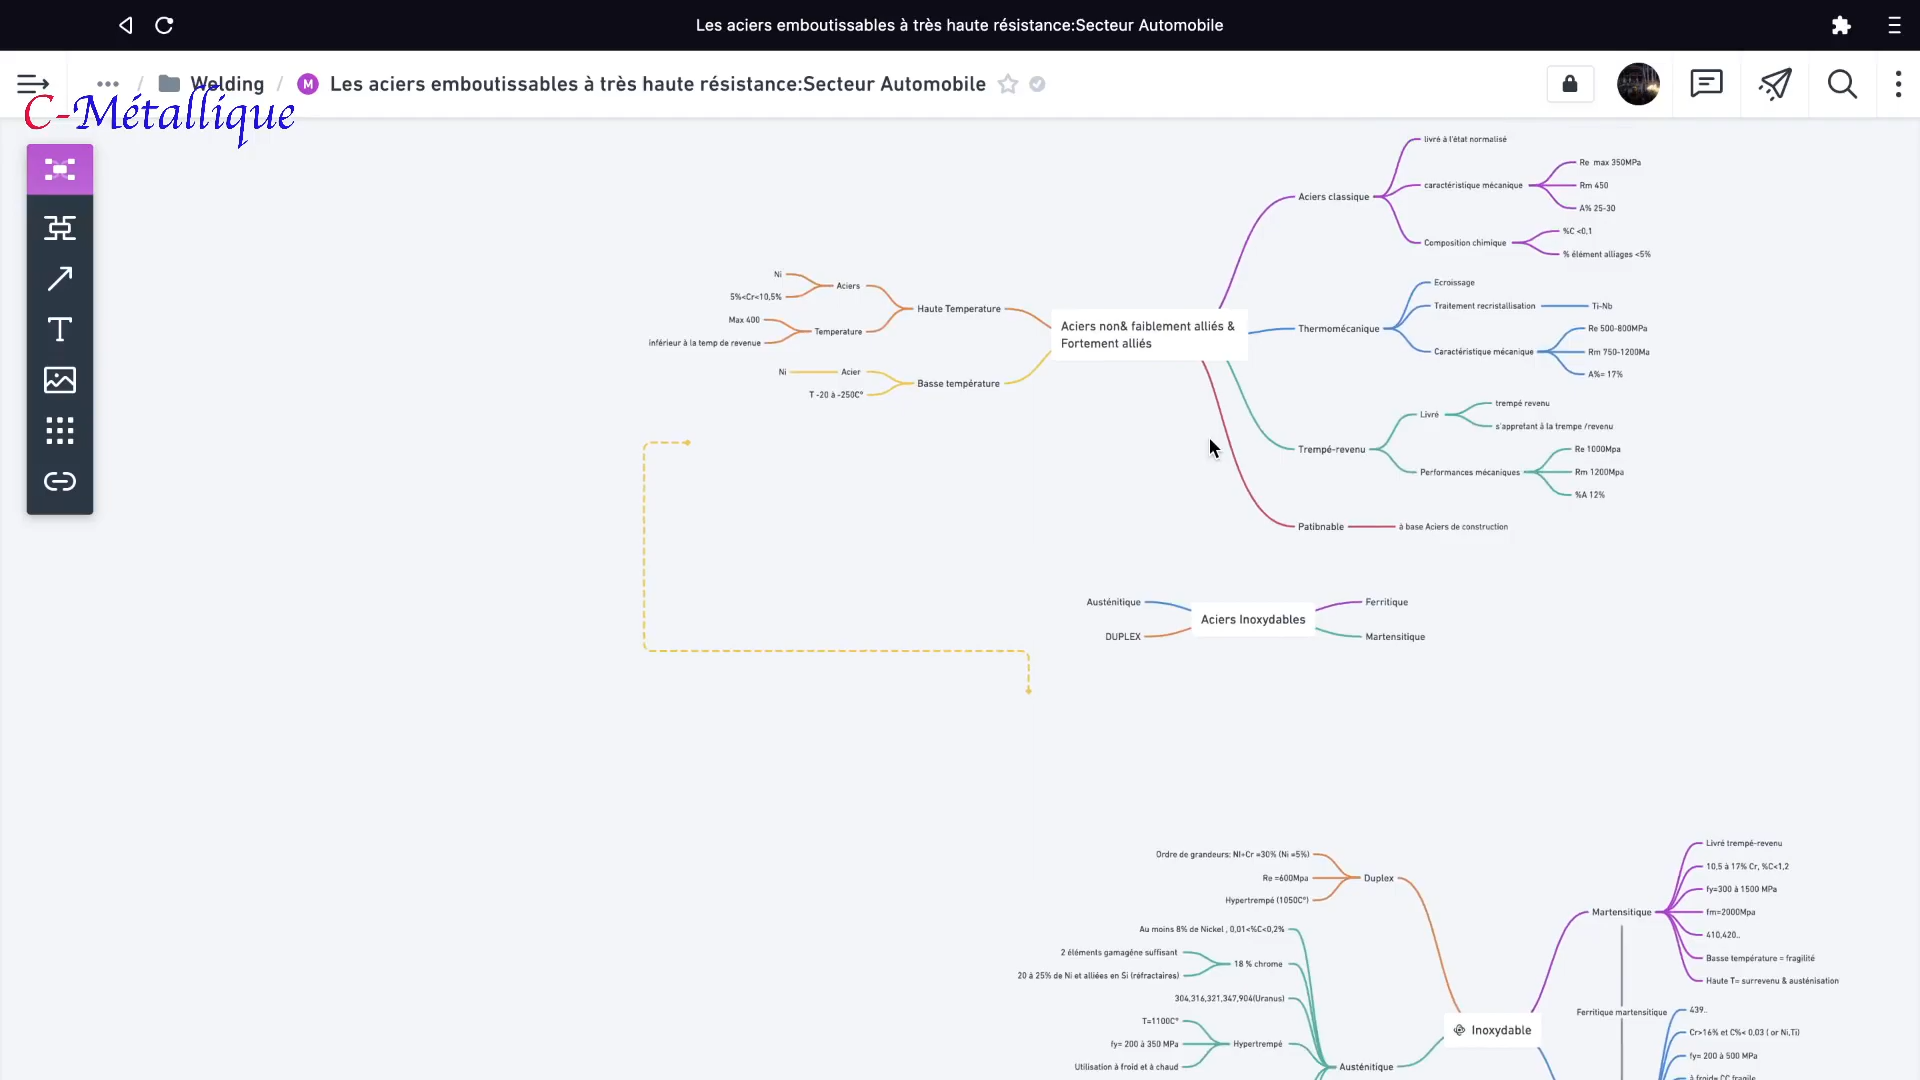 Les aciers emboutissables à très haute résistance:Secteur Automobile
Welding / M Les aciers emboutissables à très haute résistance:Secteur Automobile
C-Métallique
livré à l'état normalisé
Aciers classique
caractéristique mécanique
Re max 350MPa
Rm 450
A% 25-30
Composition chimique
%C <0,1
% élément alliages <5%
Ni
5%<Cr<10,5%
Aciers
Max 400
inférieur à la temp de revenue
Temperature
Haute Temperature
Ni
Acier
T -20 à -250C°
Basse température
Aciers non& faiblement alliés &
Fortement alliés
Thermomécanique
Ecroissage
Traitement recristallisation
Ti-Nb
Caractéristique mécanique
Re 500-800MPa
Rm 750-1200Ma
A%= 17%
Trempé-revenu
Livré
trempé revenu
s'appretant à la trempe /revenu
Performances mécaniques
Re 1000Mpa
Rm 1200Mpa
%A 12%
Patibnable
à base Aciers de construction
Austénitique
DUPLEX
Aciers Inoxydables
Ferritique
Martensitique
Ordre de grandeurs: NI+Cr =30% (Ni =5%)
Re =600Mpa
Hypertrempé (1050C°)
Duplex
Au moins 8% de Nickel , 0,01<%C<0,2%
2 éléments gamagéne suffisant
20 à 25% de Ni et alliées en Si (réfractaires)
18 % chrome
304,316,321,347,904(Uranus)
T=1100C°
fy= 200 à 350 MPa
Utilisation à froid et à chaud
Hypertrempé
Austénitique
Inoxydable
Martensitique
Livré trempé-revenu
10,5 à 17% Cr, %C<1,2
fy=300 à 1500 MPa
fm=2000Mpa
410,420..
Basse température = fragilité
Haute T= surrevenu & austénisation
Ferritique martensitique
439..
Cr>16% et C%< 0,03 ( or Ni,Ti)
fy= 200 à 500 MPa
à froid= CC fragile